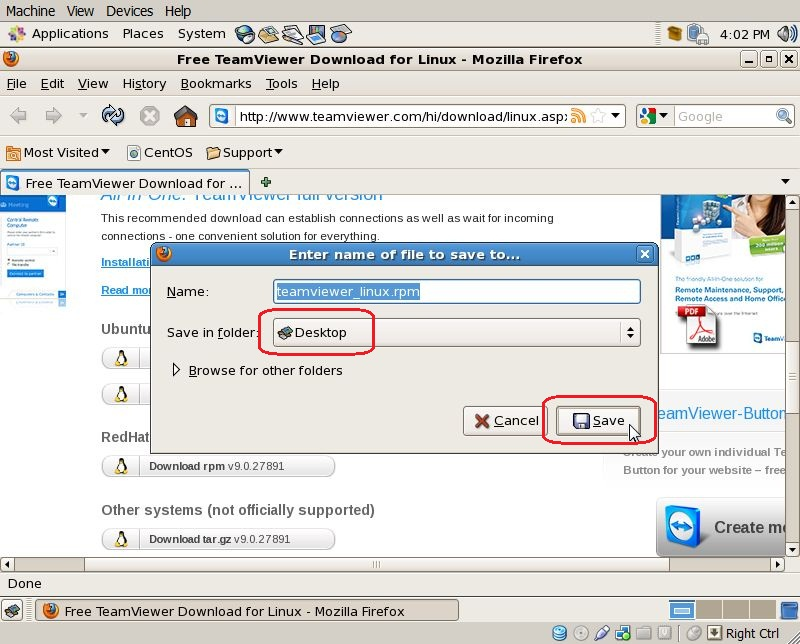 Machine View Devices Help
Applications Places System 4:02 PM
Free TeamViewer Download for Linux - Mozilla Firefox
File Edit View History Bookmarks Tools Help
http://www.teamviewer.com/hi/download/linux.aspx Google
Most Visited CentOS Support
Free TeamViewer Download for ...
All-In-One: TeamViewer full version
This recommended download can establish connections as well as wait for incoming
connections - one convenient solution for everything.
Installati
Read mor
Enter name of file to save to...
Name: teamviewer_linux.rpm
Save in folder: Desktop
Browse for other folders
Cancel Save
Ubuntu
RedHat
Download rpm v9.0.27891
Other systems (not officially supported)
Download tar.gz v9.0.27891
The friendly All-in-One solution for
Remote Maintenance, Support,
Remote Access and Home Offic
PDF
Adobe
TeamV
eamViewer-Button
Create your own individual Te
Button for your website – free
Create me
Done
Free TeamViewer Download for Linux - Mozilla Firefox
Right Ctrl